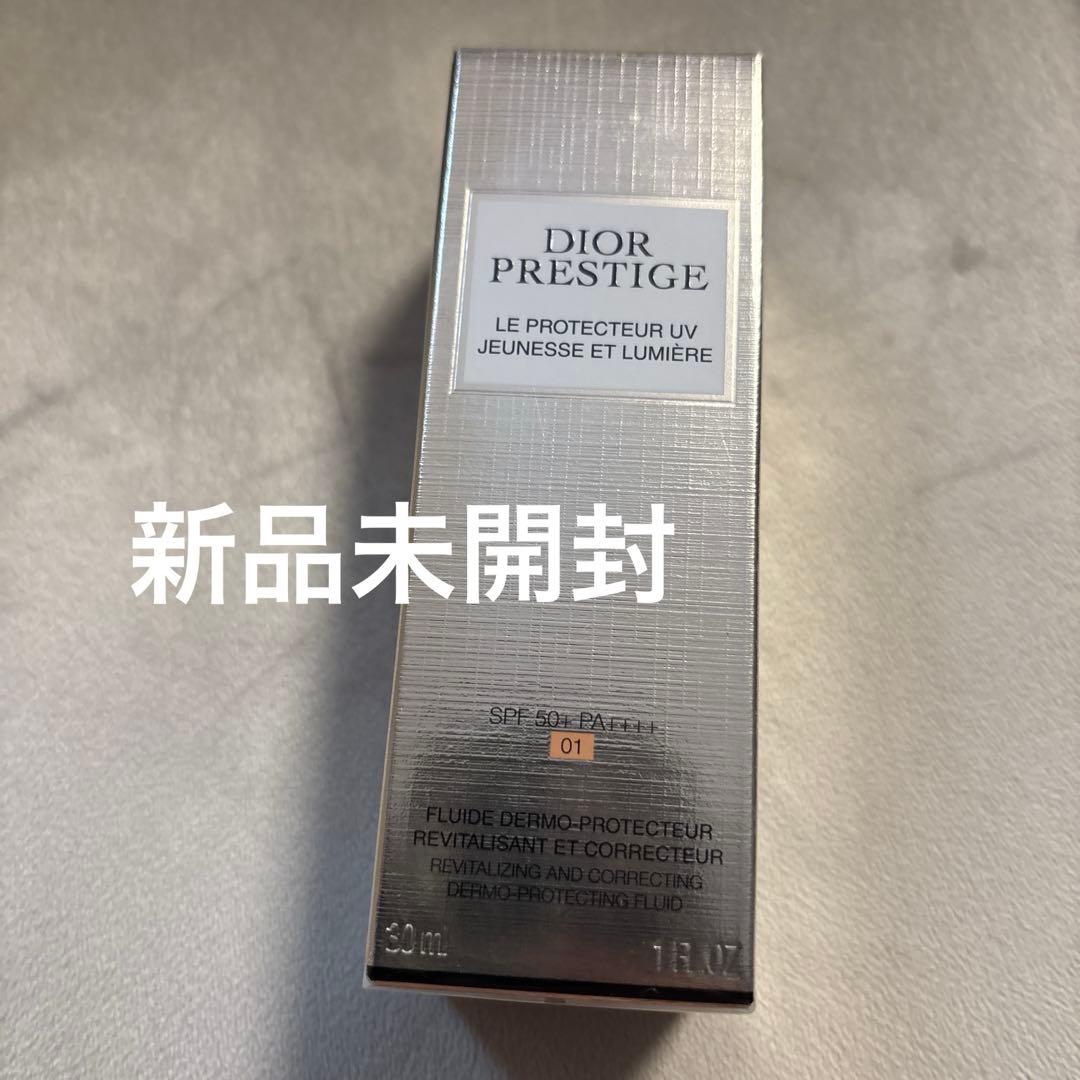 DIOR
PRESTIGE
LE PROTECTEUR UV
JEUNESSE ET LUMIÈRE
新品未開封
SPF 50+ PA++++
01
FLUIDE DERMO-PROTECTEUR
REVITALISANT ET CORRECTEUR
REVITALIZING AND CORRECTING
DERMO-PROTECTING FLUID
30 ml 1 FL. OZ